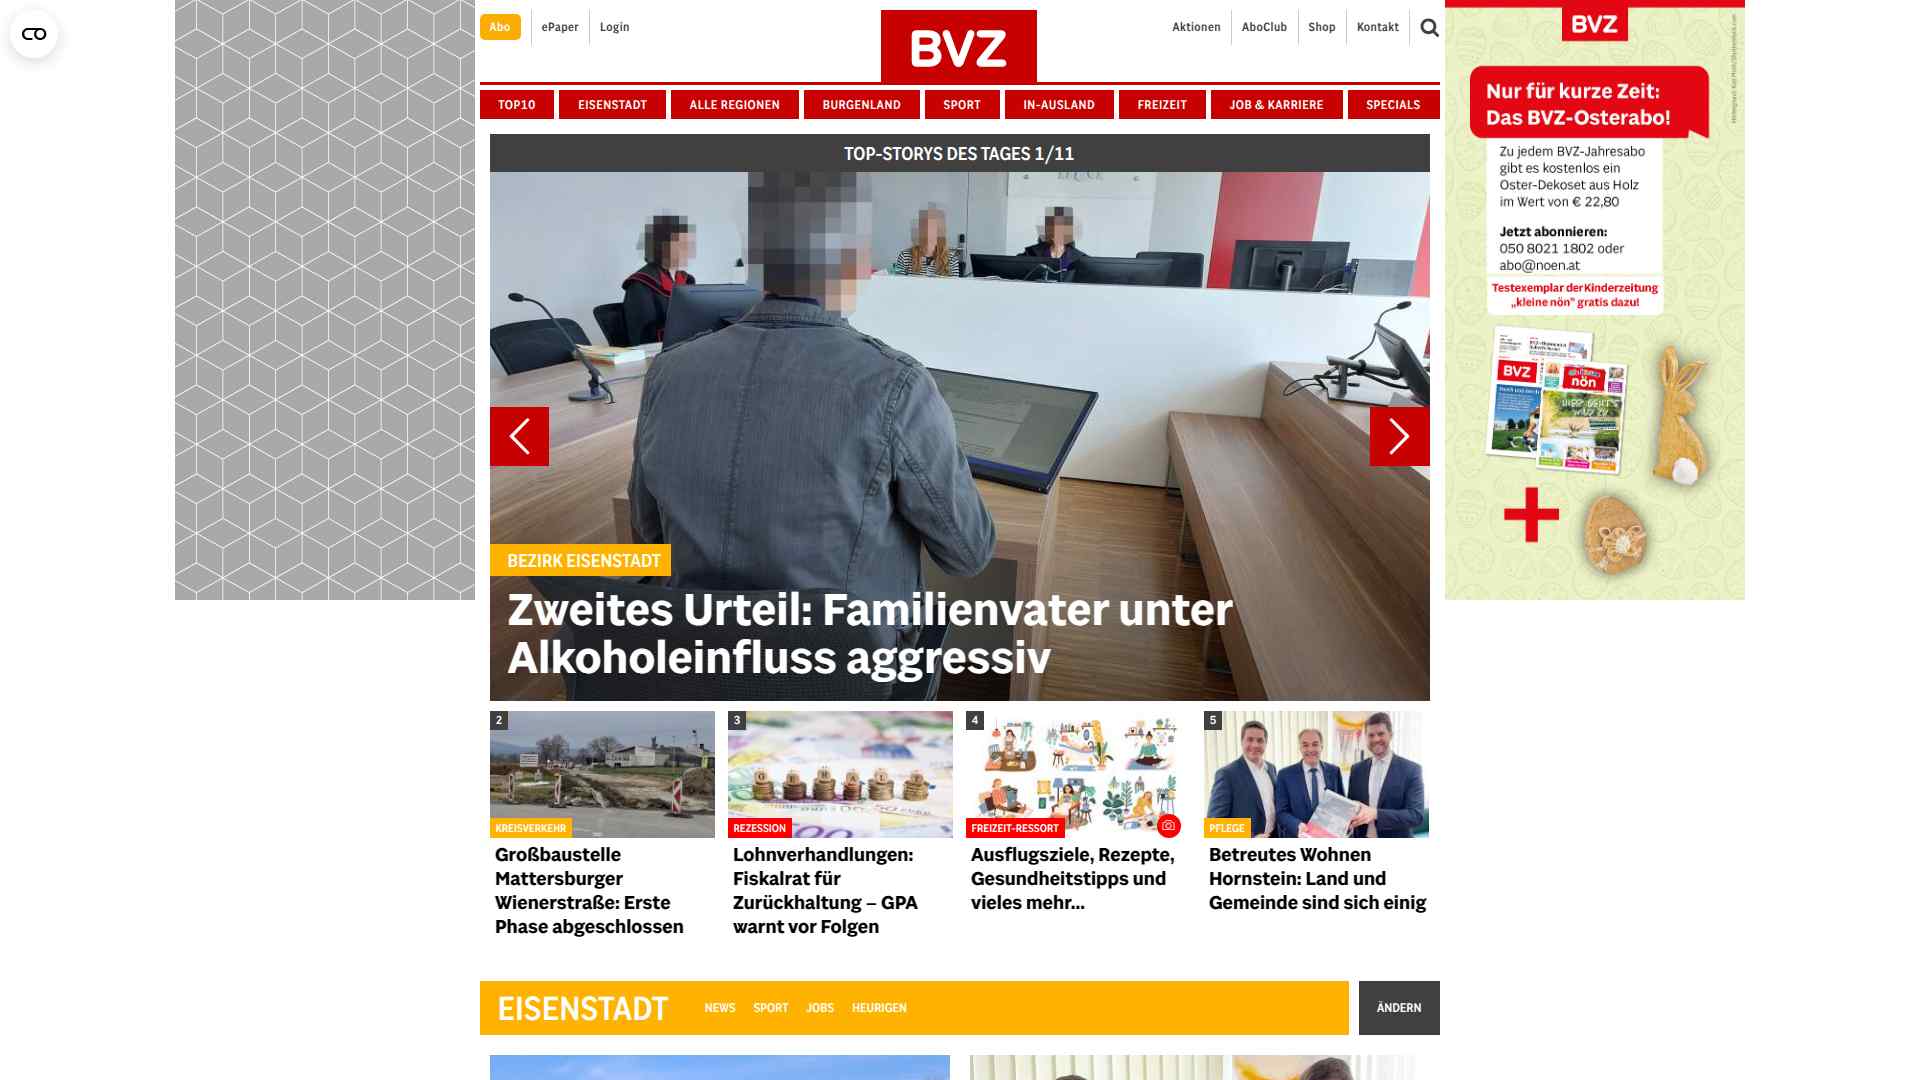 Abo
ePaper
Login
BVZ
Aktionen
AboClub
Shop
Kontakt
TOP10
EISENSTADT
ALLE REGIONEN
BURGENLAND
SPORT
IN-AUSLAND
FREIZEIT
JOB & KARRIERE
SPECIALS
TOP-STORYS DES TAGES 1/11
BEZIRK EISENSTADT
Zweites Urteil: Familienvater unter
Alkoholeinfluss aggressiv
2
KREISVERKEHR
Großbaustelle
Mattersburger
Wienerstraße: Erste
Phase abgeschlossen
3
REZESSION
Lohnverhandlungen:
Fiskalrat für
Zurückhaltung – GPA
warnt vor Folgen
4
FREIZEIT-RESSORT
Ausflugsziele, Rezepte,
Gesundheitstipps und
vieles mehr...
5
PFLEGE
Betreutes Wohnen
Hornstein: Land und
Gemeinde sind sich einig
EISENSTADT
NEWS
SPORT
JOBS
HEURIGEN
ÄNDERN
BVZ
Nur für kurze Zeit:
Das BVZ-Osterabo!
Zu jedem BVZ-Jahresabo
gibt es kostenlos ein
Oster-Dekoset aus Holz
im Wert von € 22,80
Jetzt abonnieren:
050 8021 1802 oder
abo@noen.at
Testexemplar der Kinderzeitung
„kleine nön" gratis dazu!
BVZ
nön